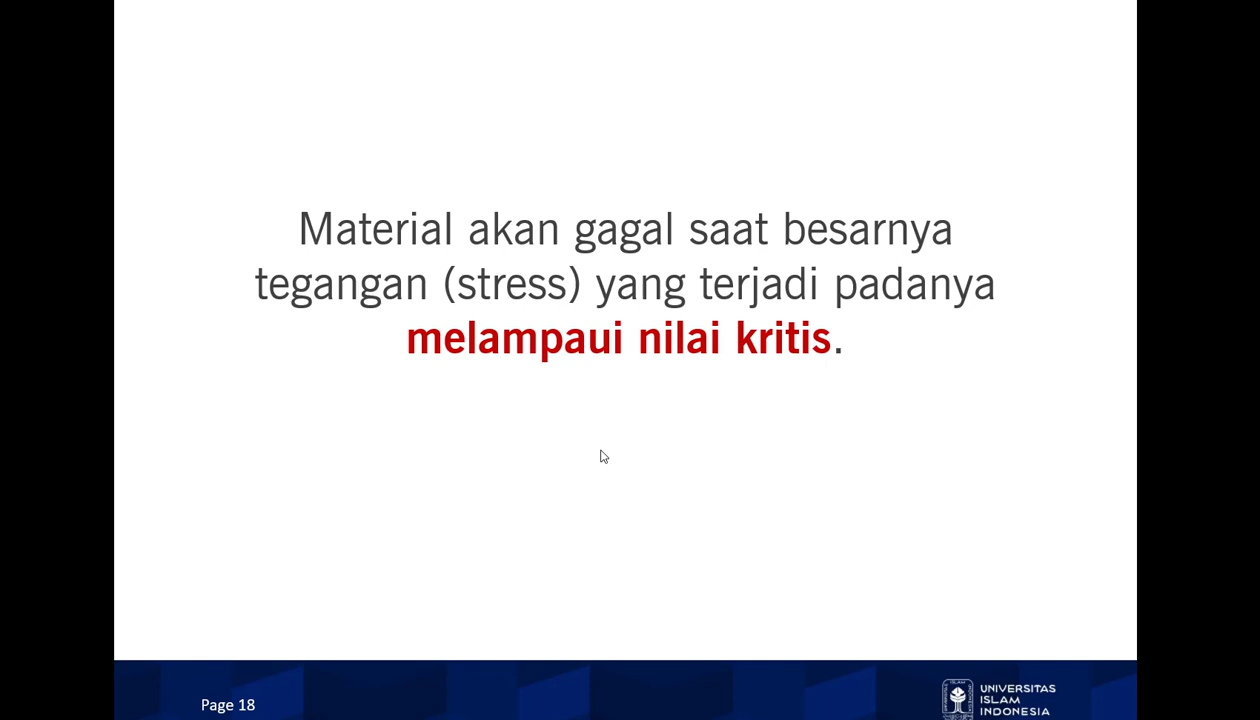 Material akan gagal saat besarnya
tegangan (stress) yang terjadi padanya
melampaui nilai kritis.
Page 18
UNIVERSITAS
ISLAM
INDONESIA